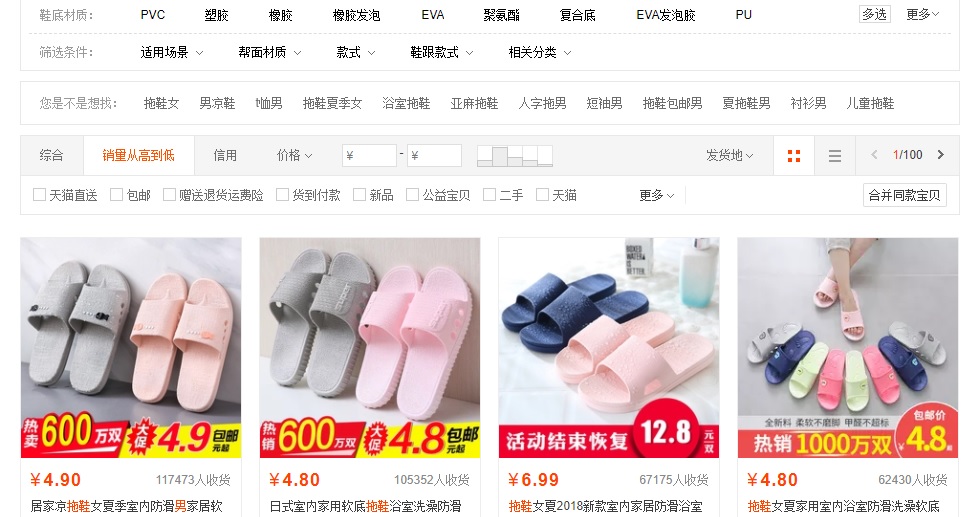 鞋底材质: PVC 塑胶 橡胶 橡胶发泡 EVA 聚氨酯 复合底 EVA发泡胶 PU 多选 更多
筛选条件: 适用场景 帮面材质 款式 鞋跟款式 相关分类
您是不是想找: 拖鞋女 男京鞋 t恤男 拖鞋夏季女 浴室拖鞋 亚麻拖鞋 人字拖男 短袖男 拖鞋包邮男 夏拖鞋男 衬衫男 儿童拖鞋
综合 销量从高到低 信用 价格 ¥ - ¥ 发货地 1/100
天猫直送 包邮 赠送退货运费险 货到付款 新品 公益宝贝 二手 天猫 更多 合并同款宝贝
热卖 600万双 大促 4.9 包邮 元起
热销 600万双 大促 4.8 包邮 元起
活动结束恢复 12.8 元/双
全新料 柔软不磨脚 甲醛不超标
热销1000万双 包邮价 ¥4.8起
¥4.90 117473人收货
居家凉拖鞋女夏季室内防滑男家居软
¥4.80 105352人收货
日式室内家用软底拖鞋浴室洗澡防滑
¥6.99 67175人收货
拖鞋女夏2018新款室内家居防滑浴室
¥4.80 62430人收货
拖鞋女夏家用室内浴室防滑洗澡软底